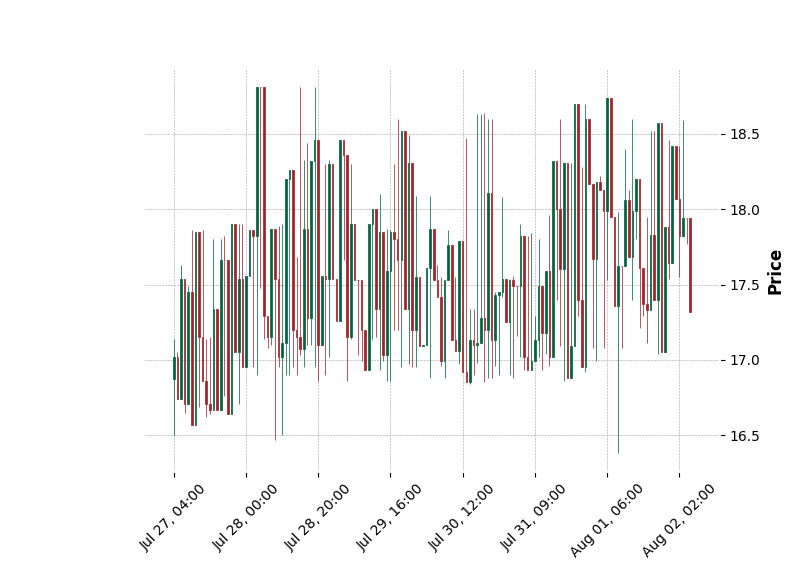 18.5
18.0
17.5
17.0
16.5
Price
Jul 27, 04:00
Jul 28, 00:00
Jul 28, 20:00
Jul 29, 16:00
Jul 30, 12:00
Jul 31, 09:00
Aug 01, 06:00
Aug 02, 02:00